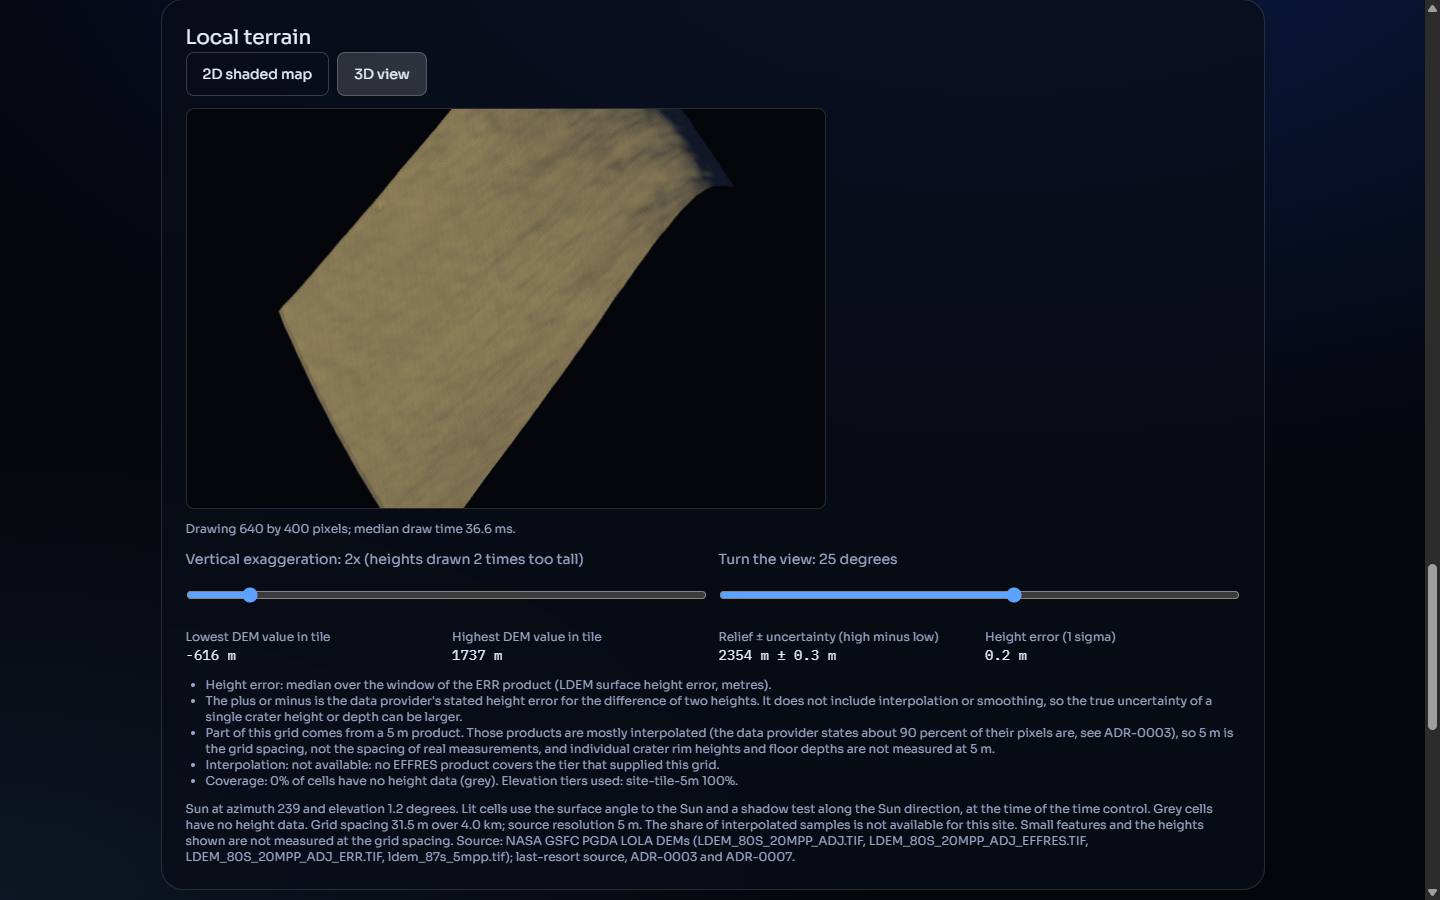 Local terrain
2D shaded map
3D view
Drawing 640 by 400 pixels; median draw time 36.6 ms.
Vertical exaggeration: 2x (heights drawn 2 times too tall)
Turn the view: 25 degrees
Lowest DEM value in tile
-616 m
Highest DEM value in tile
1737 m
Relief ± uncertainty (high minus low)
2354 m ± 0.3 m
Height error (1 sigma)
0.2 m
• Height error: median over the window of the ERR product (LDEM surface height error, metres).
• The plus or minus is the data provider's stated height error for the difference of two heights. It does not include interpolation or smoothing, so the true uncertainty of a
single crater height or depth can be larger.
• Part of this grid comes from a 5 m product. Those products are mostly interpolated (the data provider states about 90 percent of their pixels are, see ADR-0003), so 5 m is
the grid spacing, not the spacing of real measurements, and individual crater rim heights and floor depths are not measured at 5 m.
• Interpolation: not available: no EFFRES product covers the tier that supplied this grid.
• Coverage: 0% of cells have no height data (grey). Elevation tiers used: site-tile-5m 100%.
Sun at azimuth 239 and elevation 1.2 degrees. Lit cells use the surface angle to the Sun and a shadow test along the Sun direction, at the time of the time control. Grey cells
have no height data. Grid spacing 31.5 m over 4.0 km; source resolution 5 m. The share of interpolated samples is not available for this site. Small features and the heights
shown are not measured at the grid spacing. Source: NASA GSFC PGDA LOLA DEMs (LDEM_80S_20MPP_ADJ.TIF, LDEM_80S_20MPP_ADJ_EFFRES.TIF,
LDEM_80S_20MPP_ADJ_ERR.TIF, ldem_87s_5mpp.tif); last-resort source, ADR-0003 and ADR-0007.